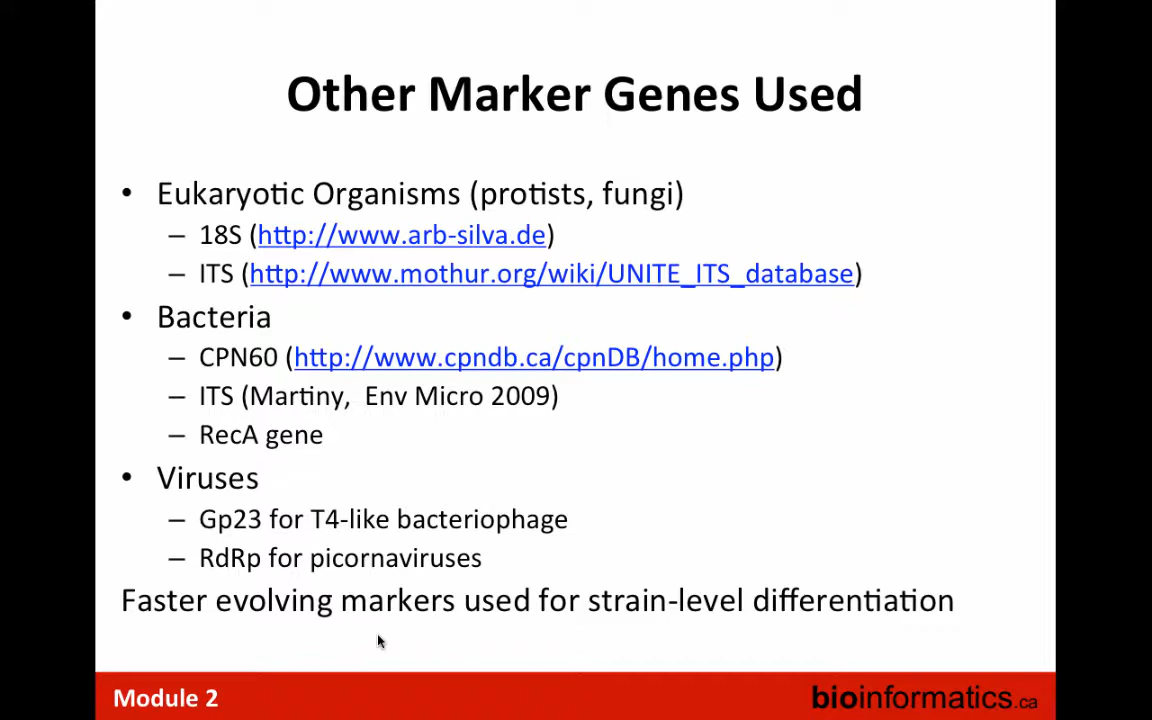 Other Marker Genes Used
• Eukaryotic Organisms (protists, fungi)
– 18S (http://www.arb-silva.de)
– ITS (http://www.mothur.org/wiki/UNITE_ITS_database)
• Bacteria
– CPN60 (http://www.cpndb.ca/cpnDB/home.php)
– ITS (Martiny,  Env Micro 2009)
– RecA gene
• Viruses
– Gp23 for T4-like bacteriophage
– RdRp for picornaviruses
Faster evolving markers used for strain-level differentiation
Module 2
bioinformatics.ca